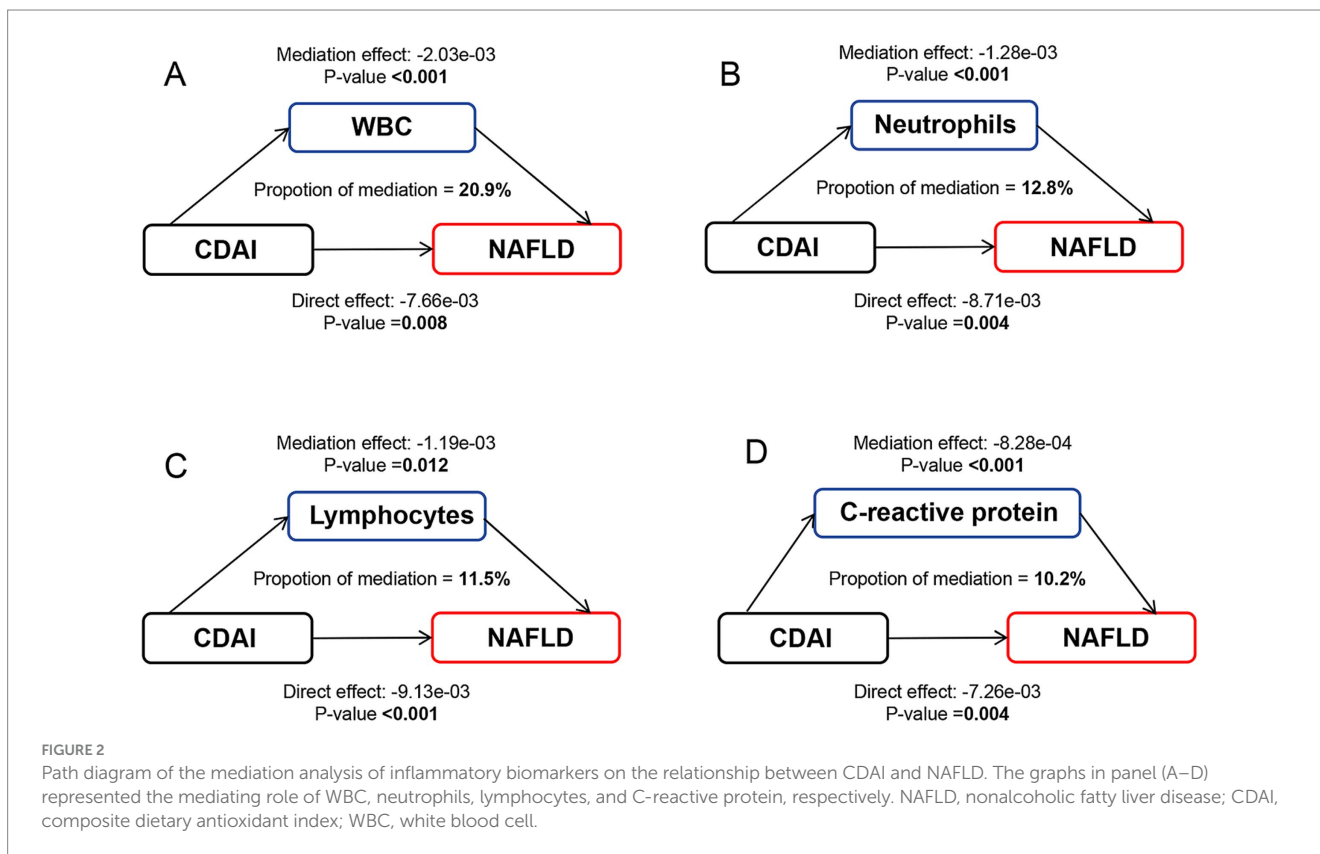 A
Mediation effect: -2.03e-03
P-value <0.001
WBC
Propotion of mediation = 20.9%
CDAI
NAFLD
Direct effect: -7.66e-03
P-value =0.008
B
Mediation effect: -1.28e-03
P-value <0.001
Neutrophils
Propotion of mediation = 12.8%
CDAI
NAFLD
Direct effect: -8.71e-03
P-value =0.004
C
Mediation effect: -1.19e-03
P-value =0.012
Lymphocytes
Propotion of mediation = 11.5%
CDAI
NAFLD
Direct effect: -9.13e-03
P-value <0.001
D
Mediation effect: -8.28e-04
P-value <0.001
C-reactive protein
Propotion of mediation = 10.2%
CDAI
NAFLD
Direct effect: -7.26e-03
P-value =0.004
FIGURE 2
Path diagram of the mediation analysis of inflammatory biomarkers on the relationship between CDAI and NAFLD. The graphs in panel (A–D)
represented the mediating role of WBC, neutrophils, lymphocytes, and C-reactive protein, respectively. NAFLD, nonalcoholic fatty liver disease; CDAI,
composite dietary antioxidant index; WBC, white blood cell.